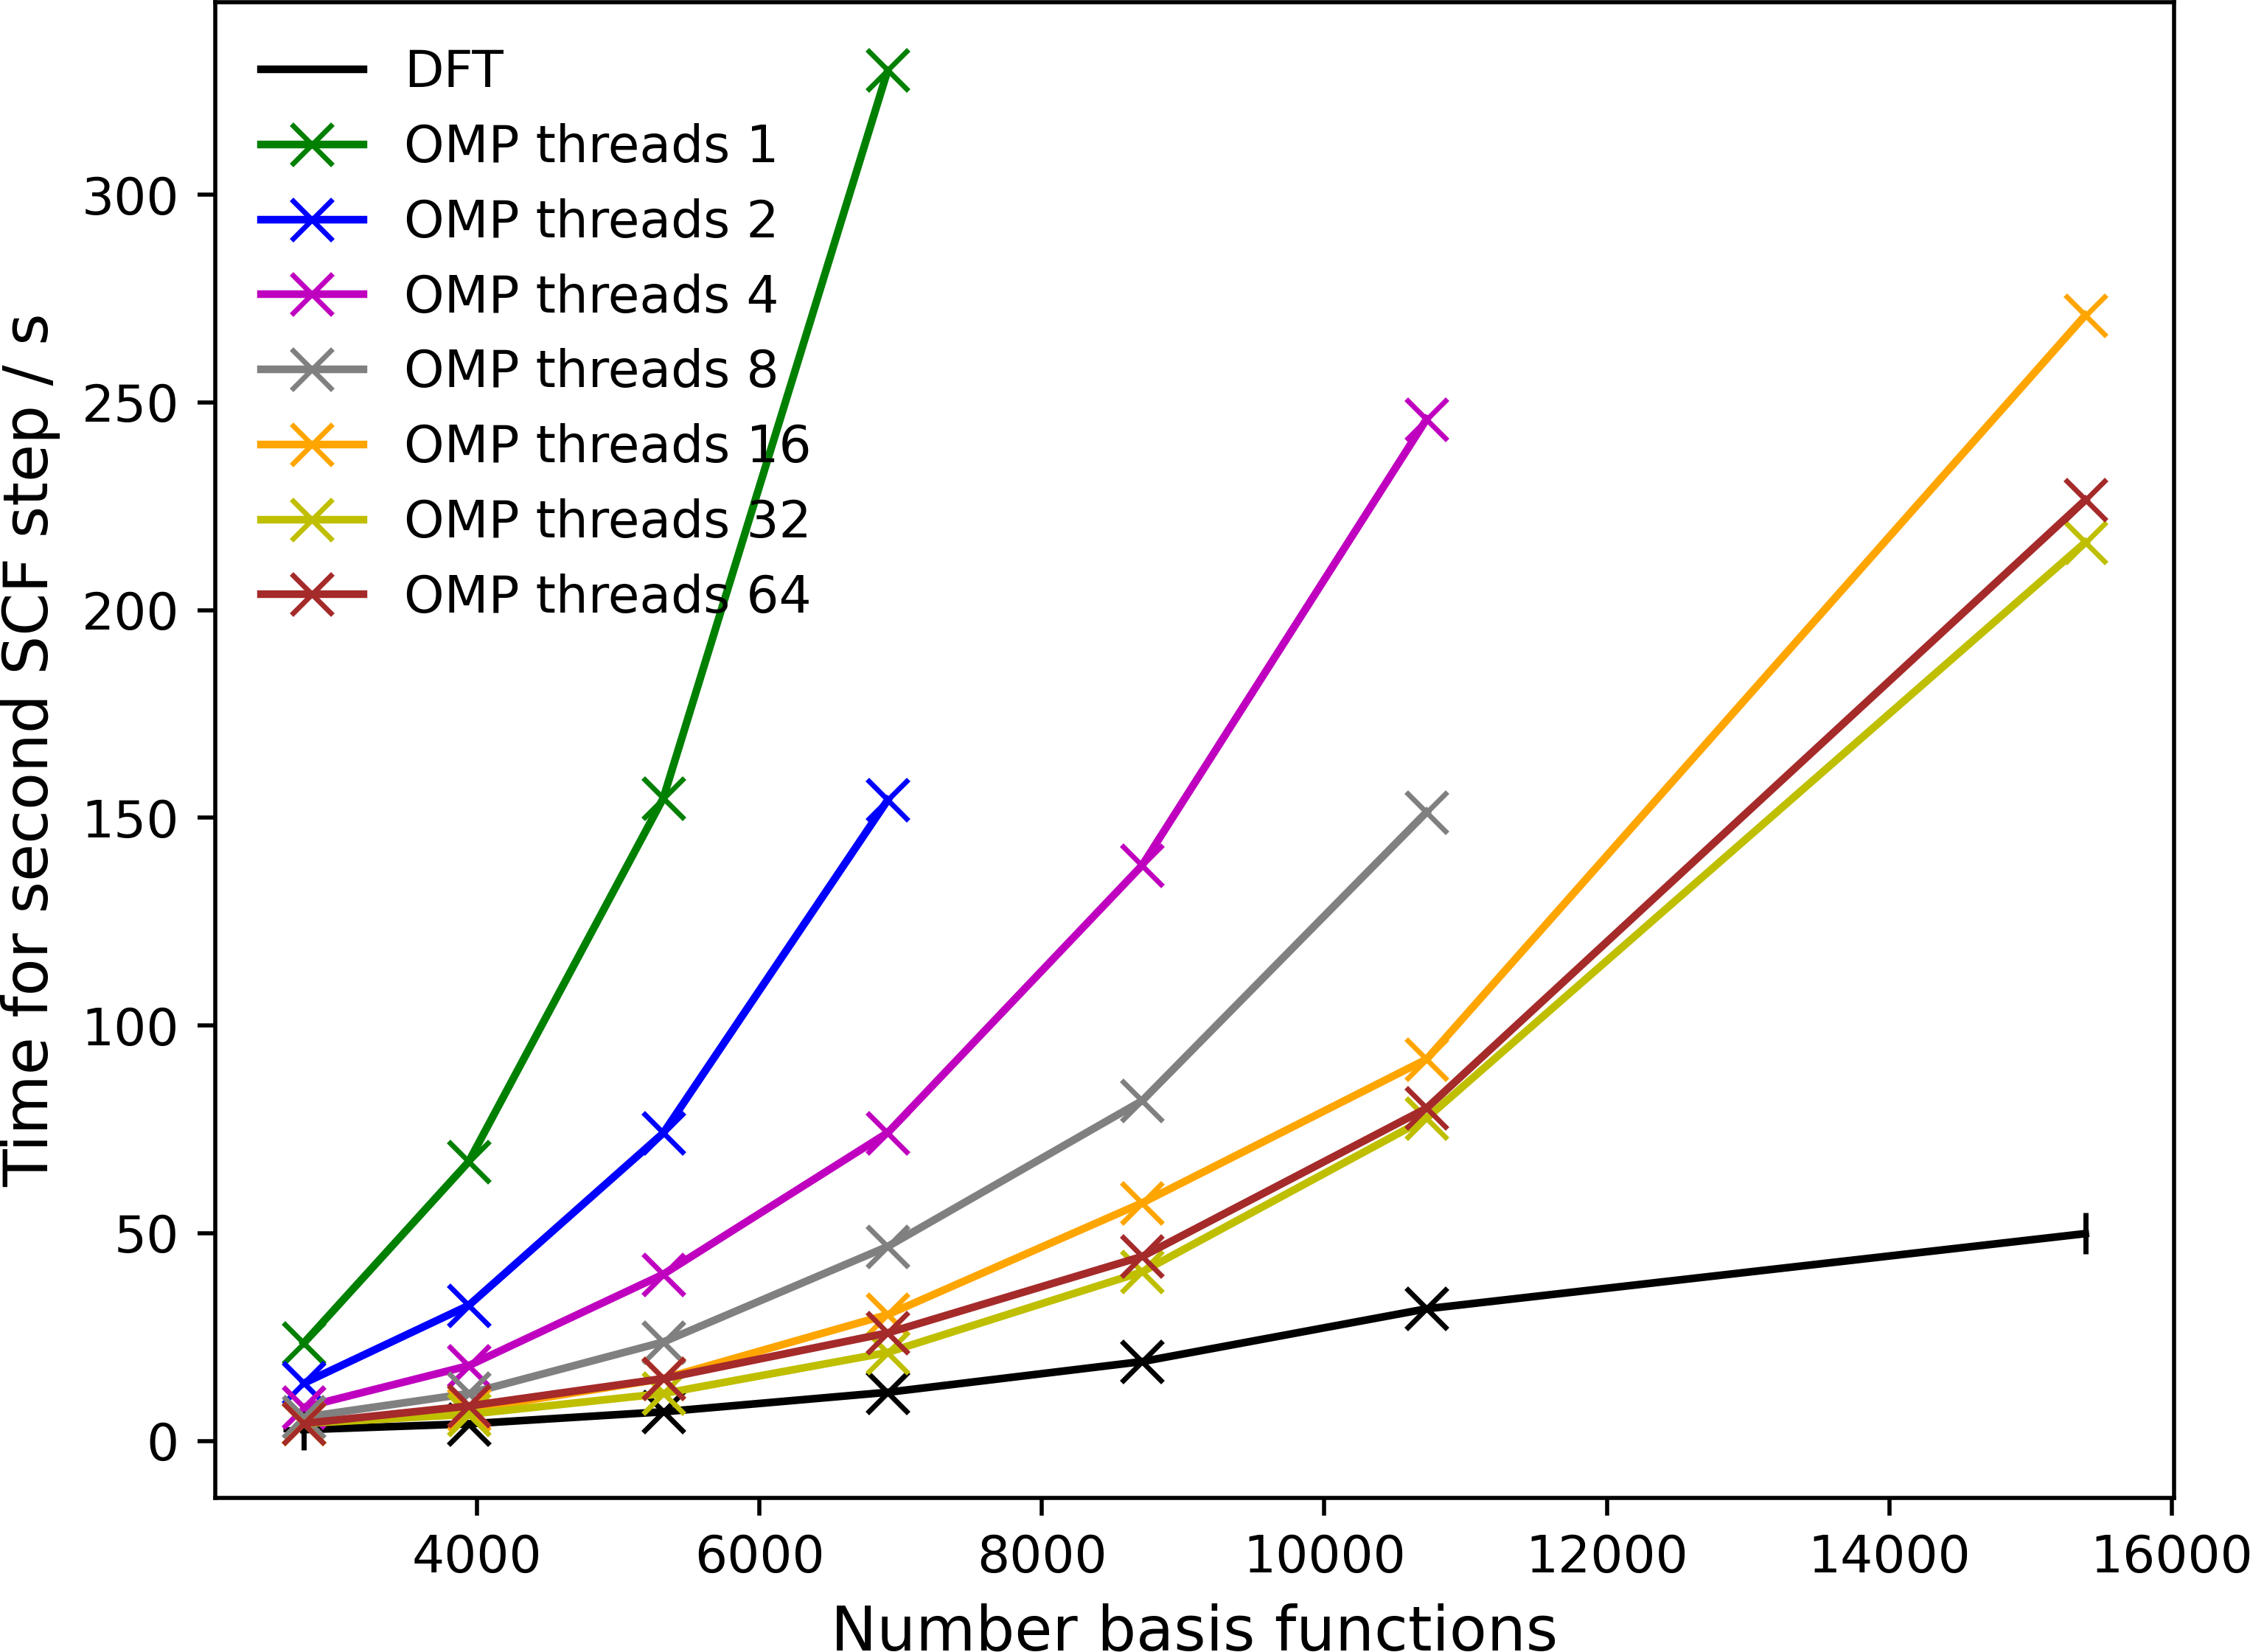 DFT
OMP threads 1
OMP threads 2
OMP threads 4
OMP threads 8
OMP threads 16
OMP threads 32
OMP threads 64
Time for second SCF step / s
300
250
200
150
100
50
0
4000 6000 8000 10000 12000 14000 16000
Number basis functions